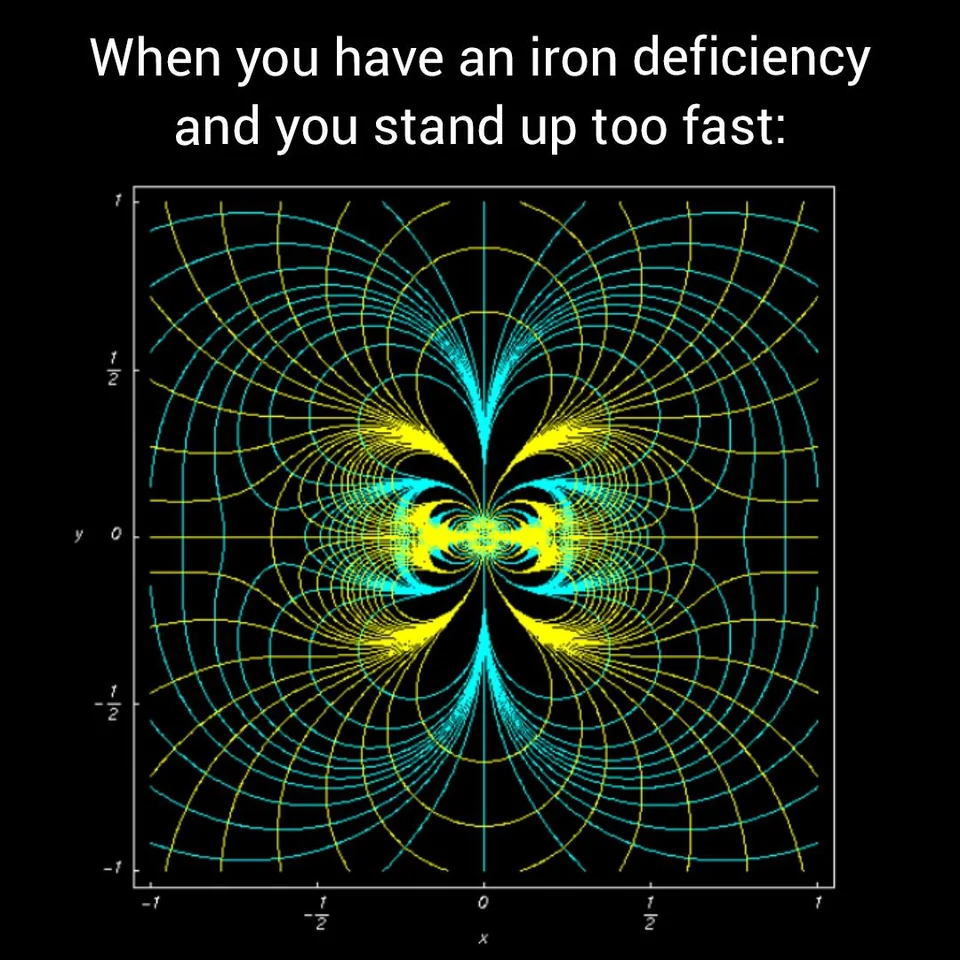 When you have an iron deficiency
and you stand up too fast:
1
1/2
y 0
-1/2
-1
-1 -1/2 0 1/2 1
x